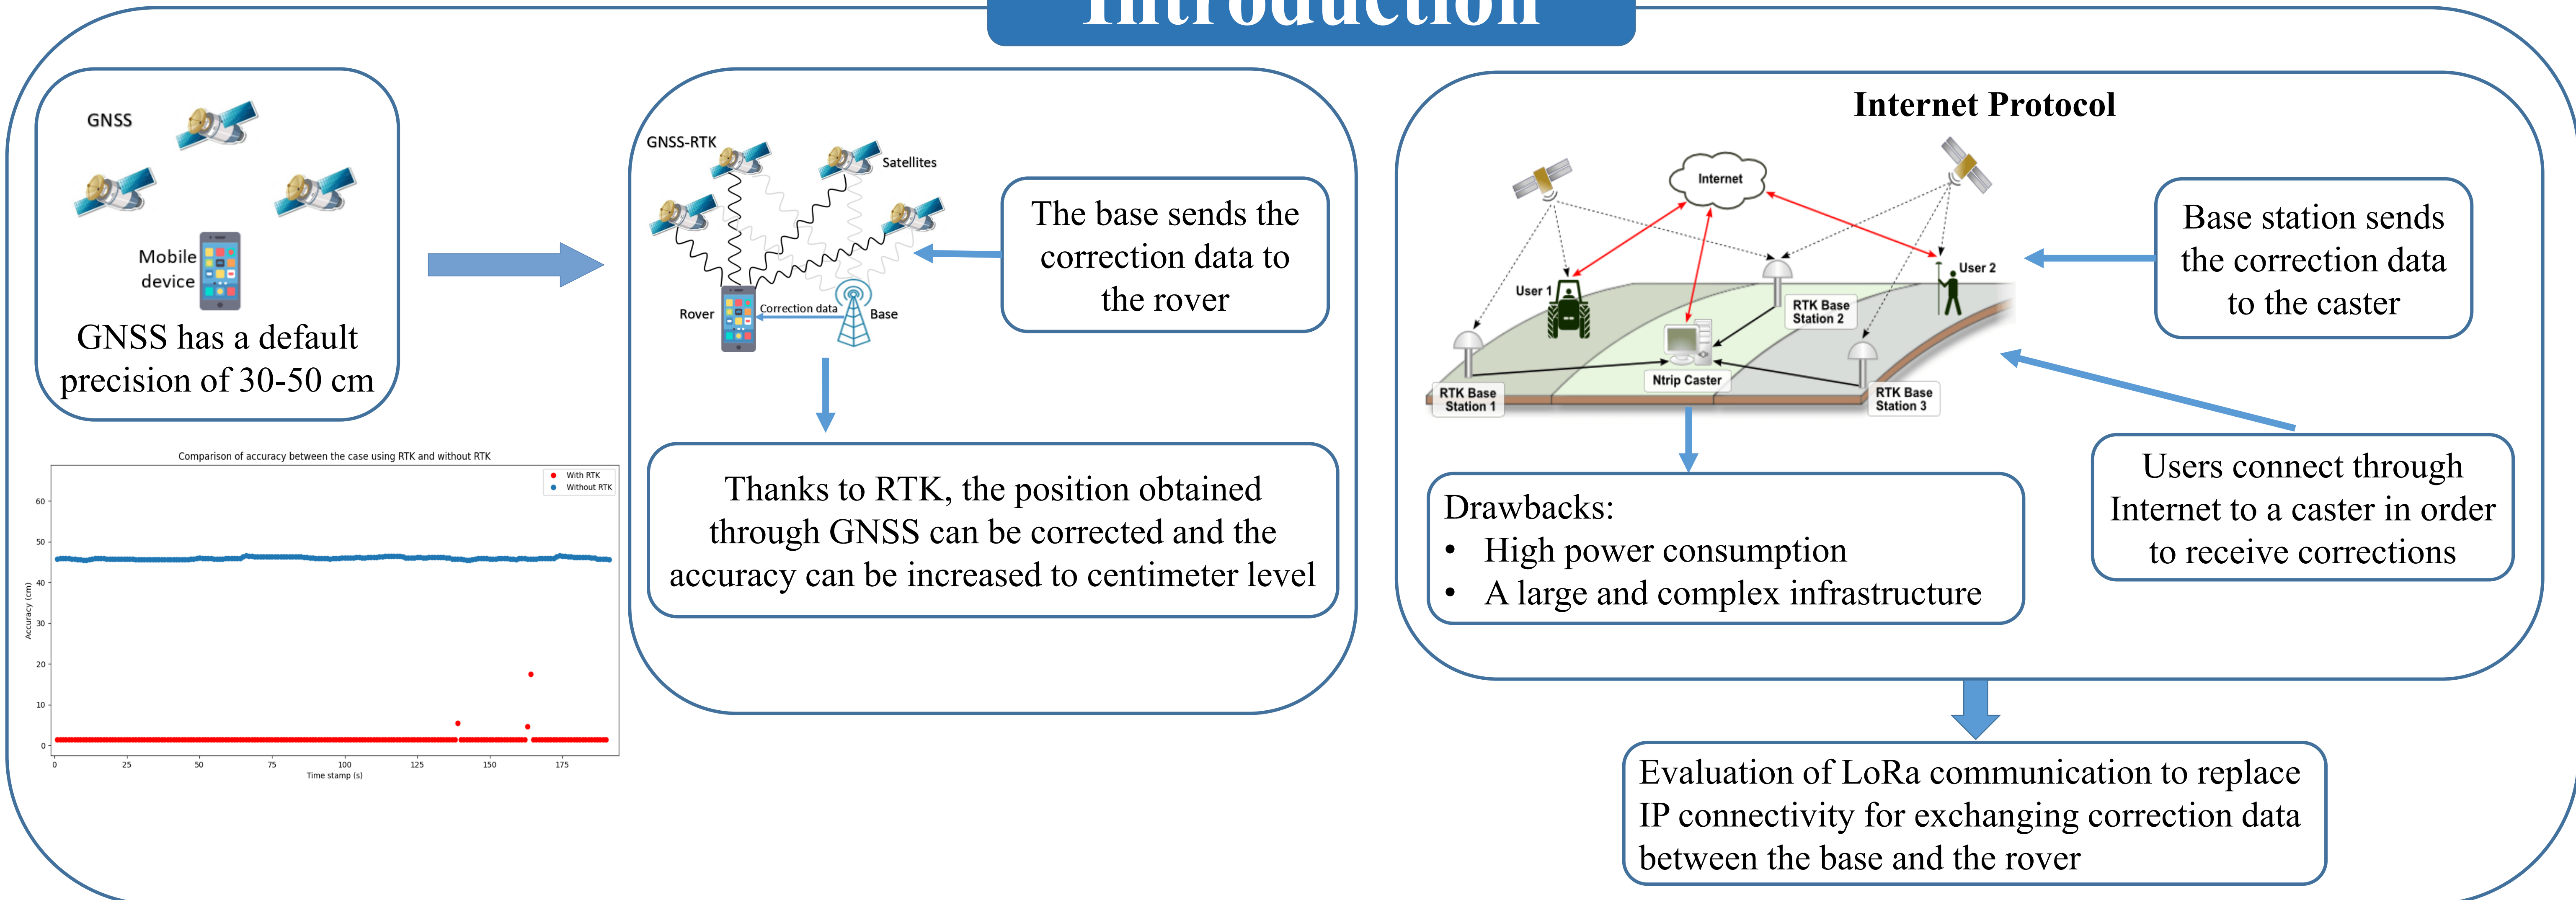 Introduction
GNSS
Mobile
device
GNSS has a default
precision of 30-50 cm
Comparison of accuracy between the case using RTK and without RTK
With RTK
Without RTK
60
50
40
30
20
10
0
Accuracy (cm)
0 25 50 75 100 125 150 175
Time stamp (s)
GNSS-RTK
Satellites
Rover
Correction data
Base
The base sends the
correction data to
the rover
Thanks to RTK, the position obtained
through GNSS can be corrected and the
accuracy can be increased to centimeter level
Internet Protocol
Internet
User 1
User 2
RTK Base
Station 2
Ntrip Caster
RTK Base
Station 1
RTK Base
Station 3
Base station sends
the correction data
to the caster
Users connect through
Internet to a caster in order
to receive corrections
Drawbacks:
• High power consumption
• A large and complex infrastructure
Evaluation of LoRa communication to replace
IP connectivity for exchanging correction data
between the base and the rover